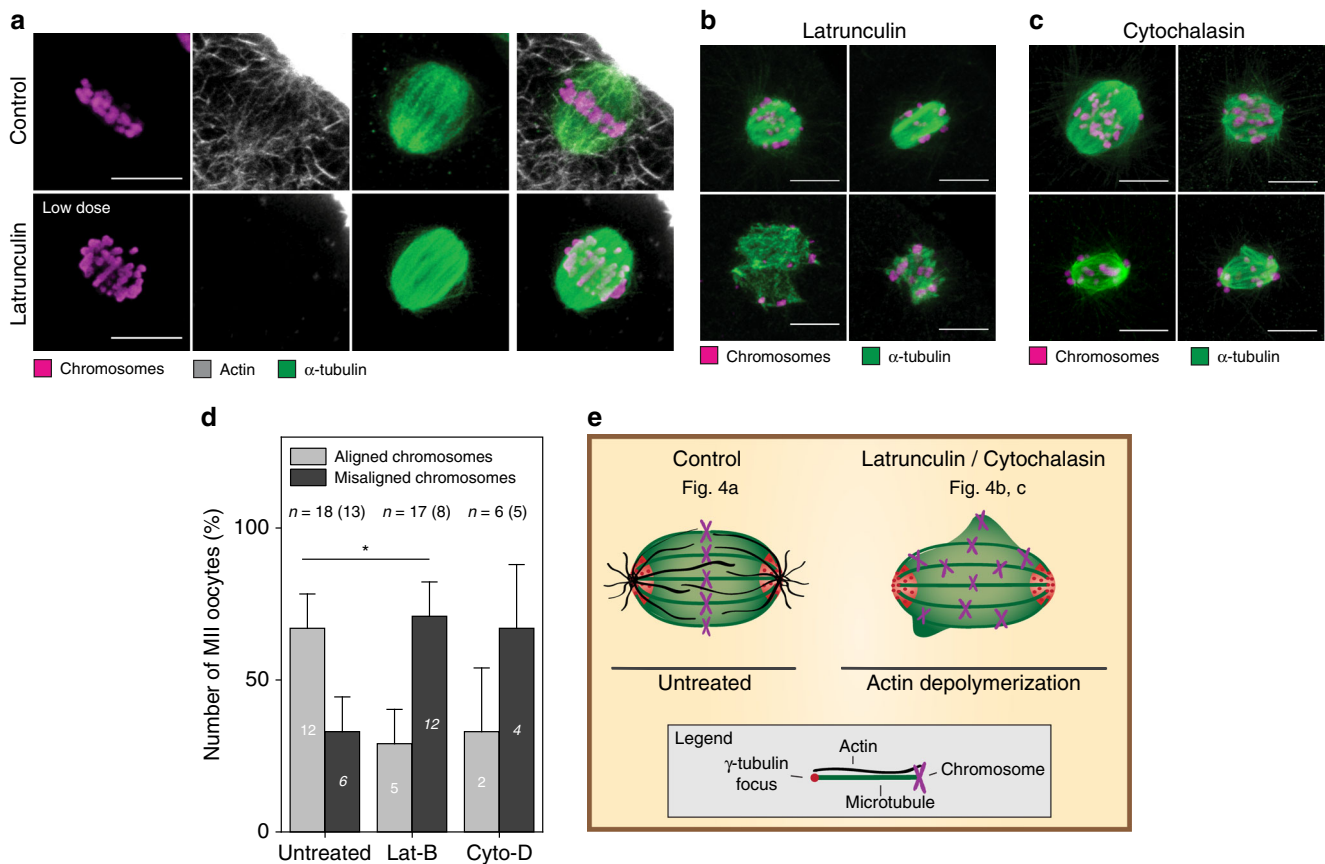 a
Control
Low dose
Latrunculin
Chromosomes Actin α-tubulin
b
Latrunculin
Chromosomes α-tubulin
c
Cytochalasin
Chromosomes α-tubulin
d
Aligned chromosomes
Misaligned chromosomes
n = 18 (13) n = 17 (8) n = 6 (5)
*
Number of MII oocytes (%)
100
50
0
12 6 5 12 2 4
Untreated Lat-B Cyto-D
e
Control Latrunculin / Cytochalasin
Fig. 4a Fig. 4b, c
Untreated Actin depolymerization
Legend
Actin
γ-tubulin
focus
Chromosome
Microtubule